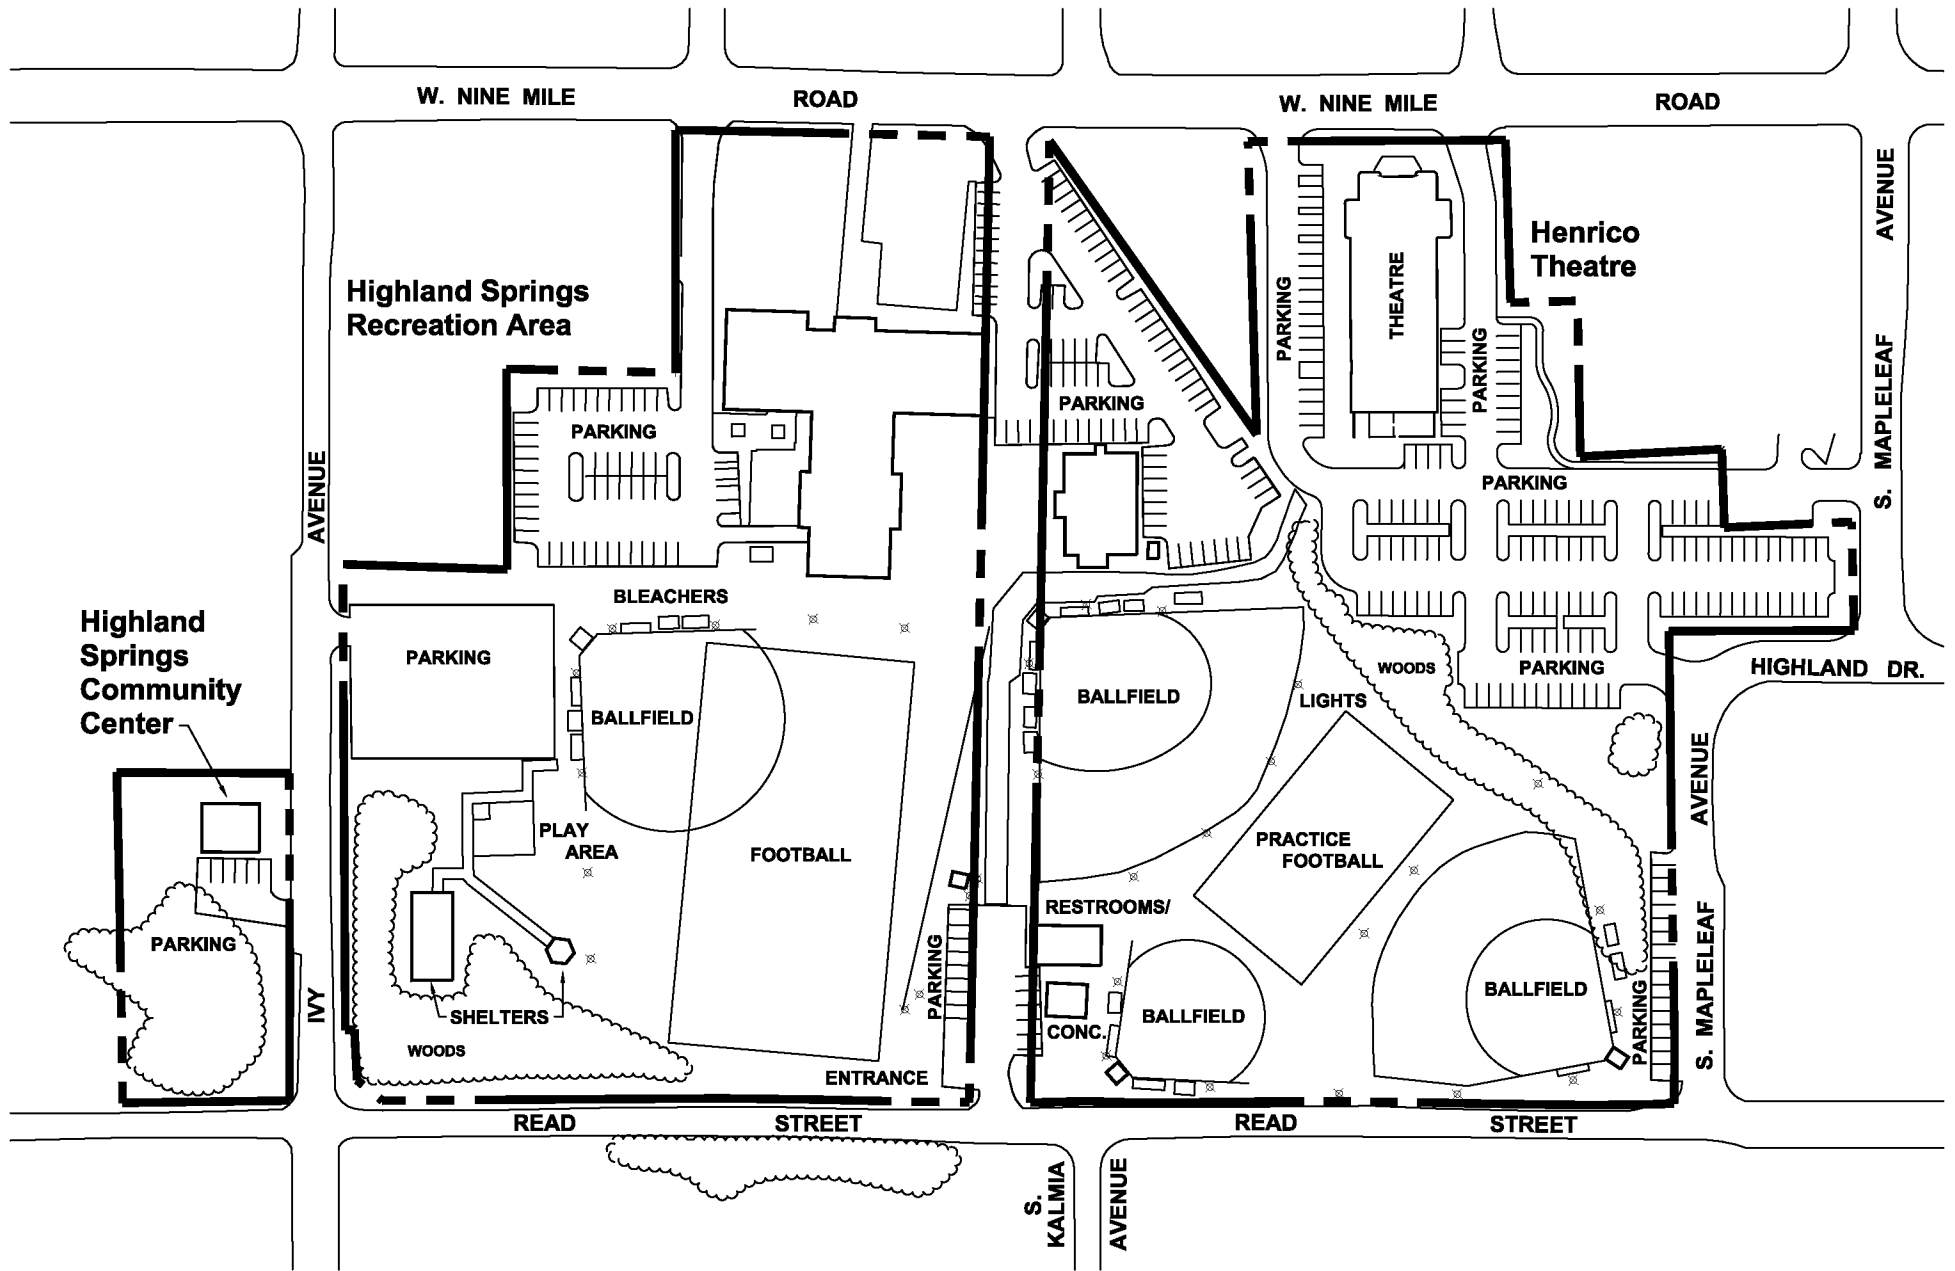 W. NINE MILE ROAD
W. NINE MILE ROAD
AVENUE
S. MAPLELEAF
Henrico
Theatre
THEATRE
PARKING
PARKING
Highland Springs
Recreation Area
PARKING
PARKING
PARKING
AVENUE
IVY
BLEACHERS
Highland
Springs
Community
Center
PARKING
BALLFIELD
BALLFIELD
LIGHTS
WOODS
PARKING
HIGHLAND DR.
AVENUE
S. MAPLELEAF
PLAY
AREA
FOOTBALL
PRACTICE
FOOTBALL
RESTROOMS/
PARKING
PARKING
SHELTERS
CONC.
BALLFIELD
BALLFIELD
PARKING
WOODS
ENTRANCE
READ STREET
READ STREET
S.
KALMIA
AVENUE